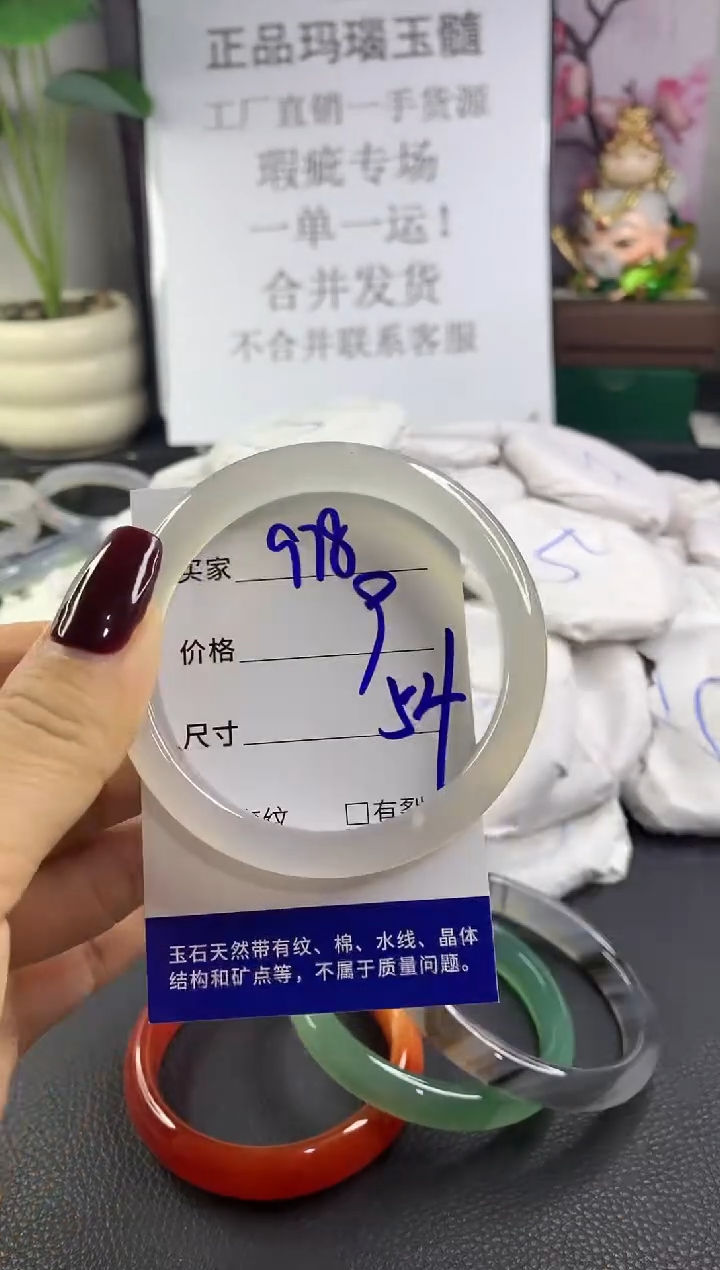 正品玛瑙玉髓
工厂直销一手货源
瑕疵专场
一单一运！
合并发货
不合并联系客服
买家 978
价格 9
尺寸 54
纹 □有裂
玉石天然带有纹、棉、水线、晶体
结构和矿点等，不属于质量问题。
5